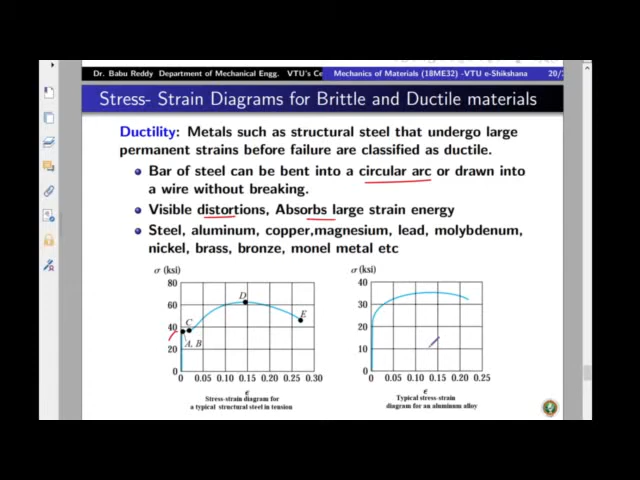 Dr. Babu Reddy Department of Mechanical Engg. VTU's Ce Mechanics of Materials (18ME32) -VTU e-Shikshana 20/
Stress- Strain Diagrams for Brittle and Ductile materials
Ductility: Metals such as structural steel that undergo large
permanent strains before failure are classified as ductile.
Bar of steel can be bent into a circular arc or drawn into
a wire without breaking.
Visible distortions, Absorbs large strain energy
Steel, aluminum, copper,magnesium, lead, molybdenum,
nickel, brass, bronze, monel metal etc
σ (ksi)
80
60
40
20
0
D
C
E
A, B
0 0.05 0.10 0.15 0.20 0.25 0.30
ϵ
Stress-strain diagram for
a typical structural steel in tension
σ (ksi)
40
30
20
10
0
0 0.05 0.10 0.15 0.20 0.25
ϵ
Typical stress-strain
diagram for an aluminum alloy